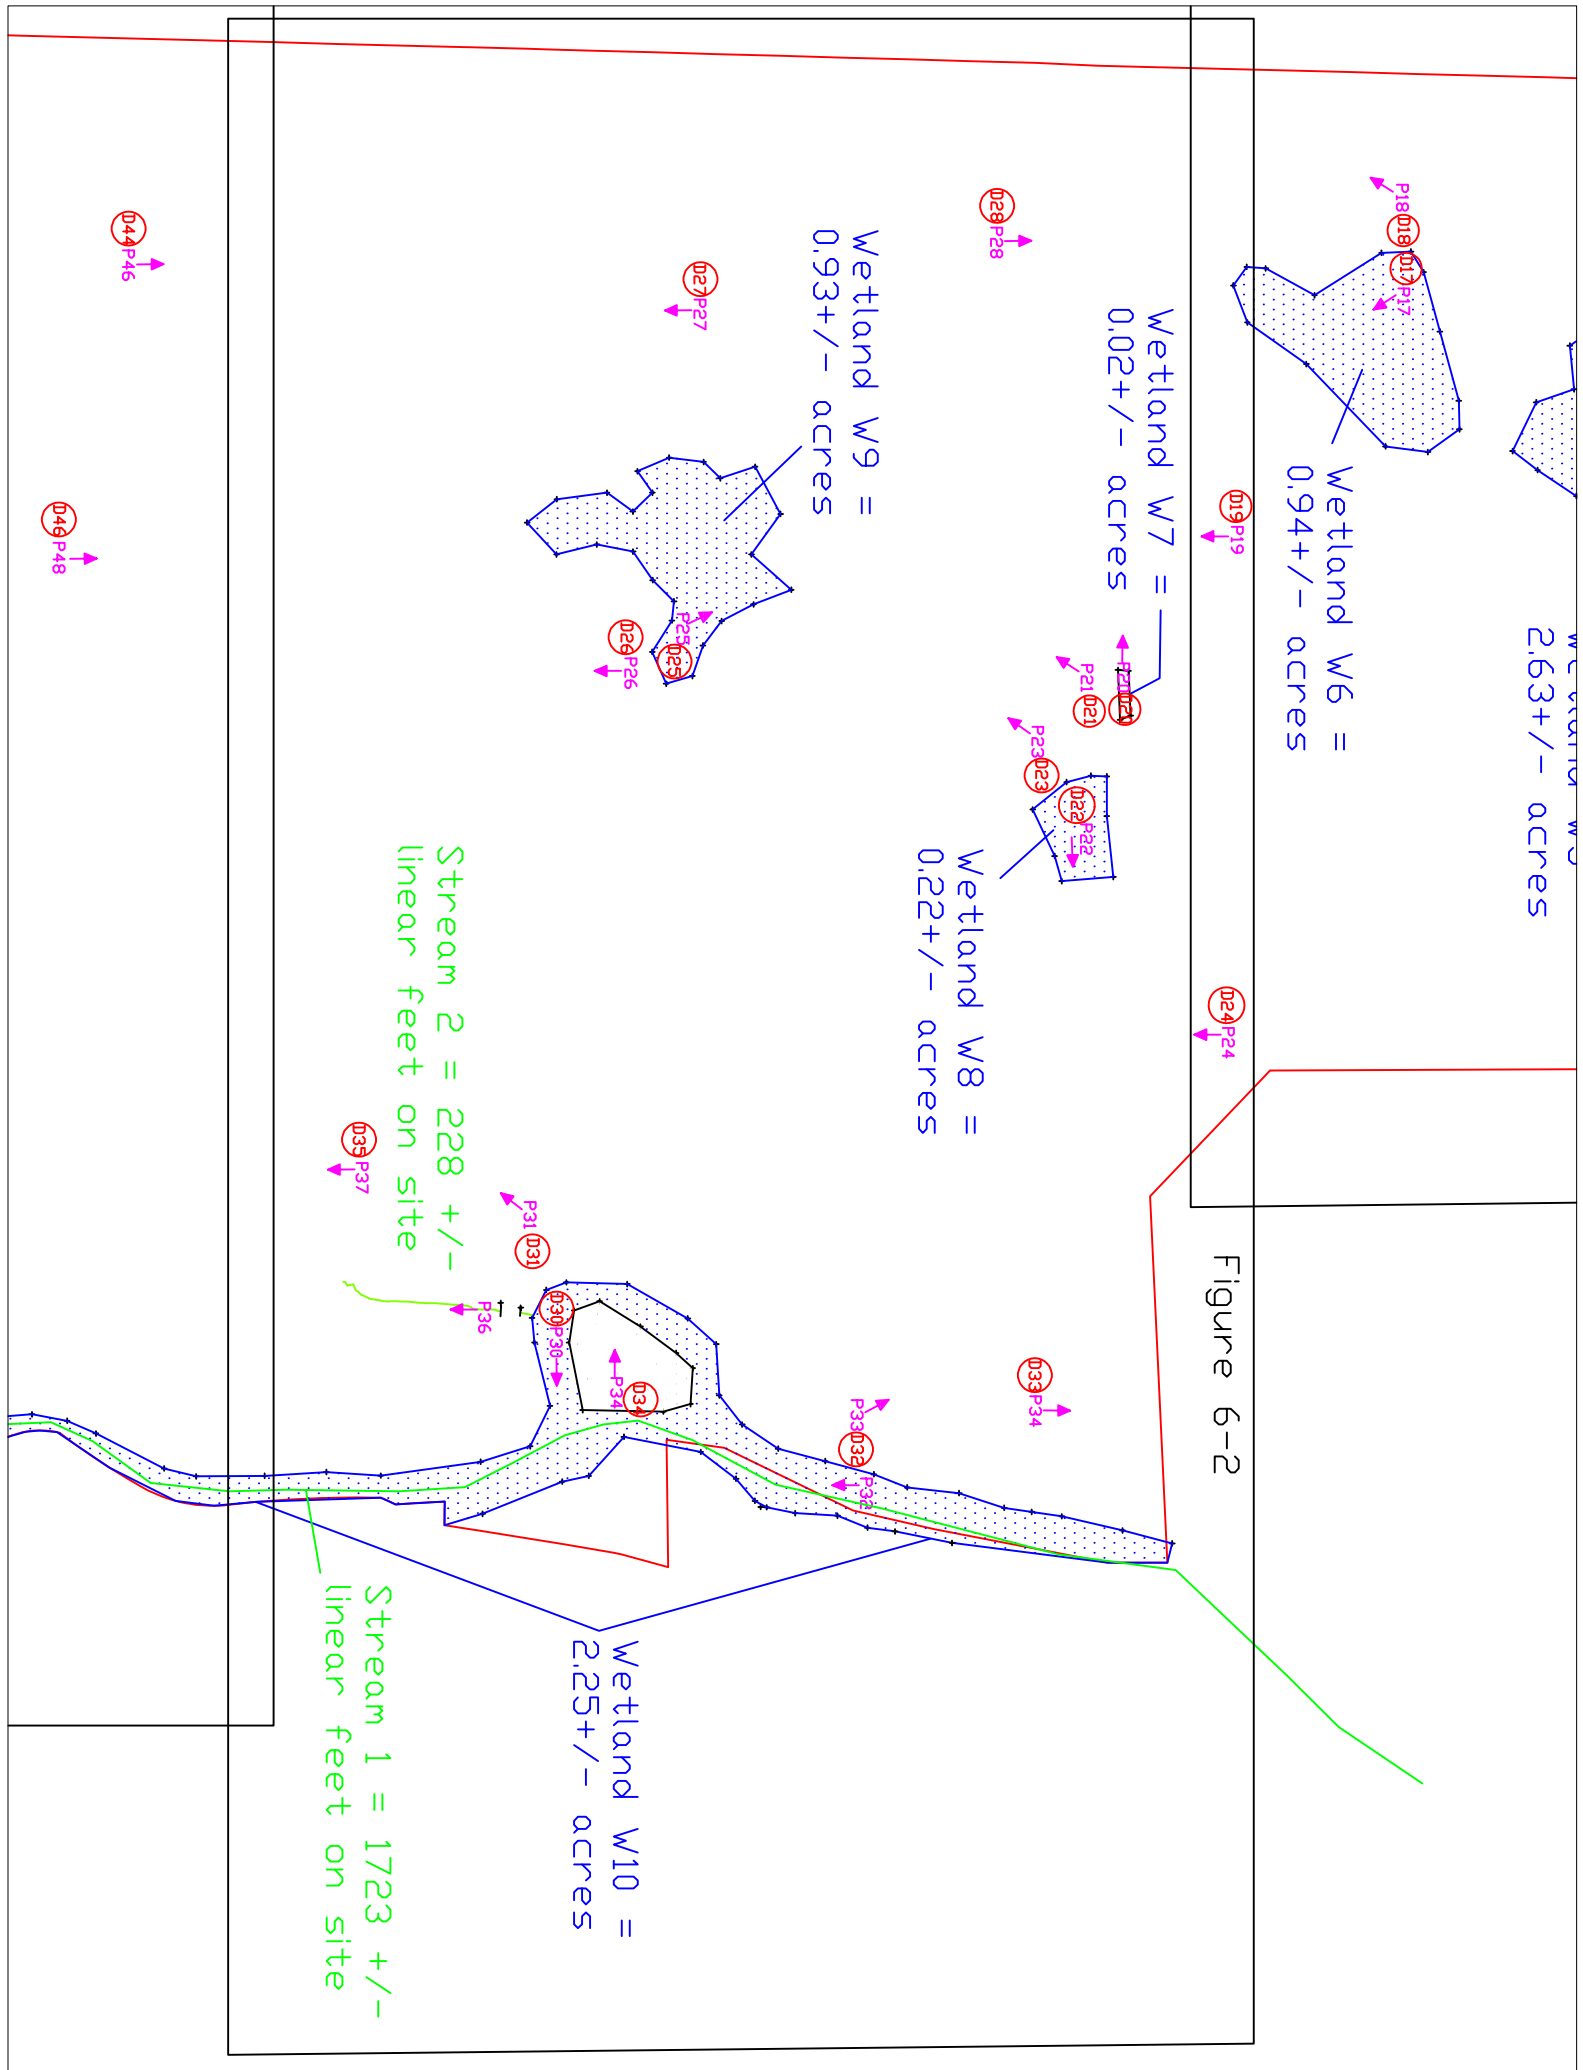 Wetland W5
2.63+/- acres
P18
D18
D17
P17
Wetland W6 =
0.94+/- acres
D19
P19
D24
P24
Figure 6-2
Wetland W7 =
0.02+/- acres
P20
D20
P21
D21
P23
D23
D22
P22
Wetland W8 =
0.22+/- acres
D28
P28
D33
P34
Wetland W9 =
0.93+/- acres
D27
P27
P25
D25
D26
P26
P33
D32
P32
D34
P34
D30
P30
P31
D31
P36
Wetland W10 =
2.25+/- acres
Stream 2 = 228 +/-
linear feet on site
D35
P37
Stream 1 = 1723 +/-
linear feet on site
D44
P46
D46
P48